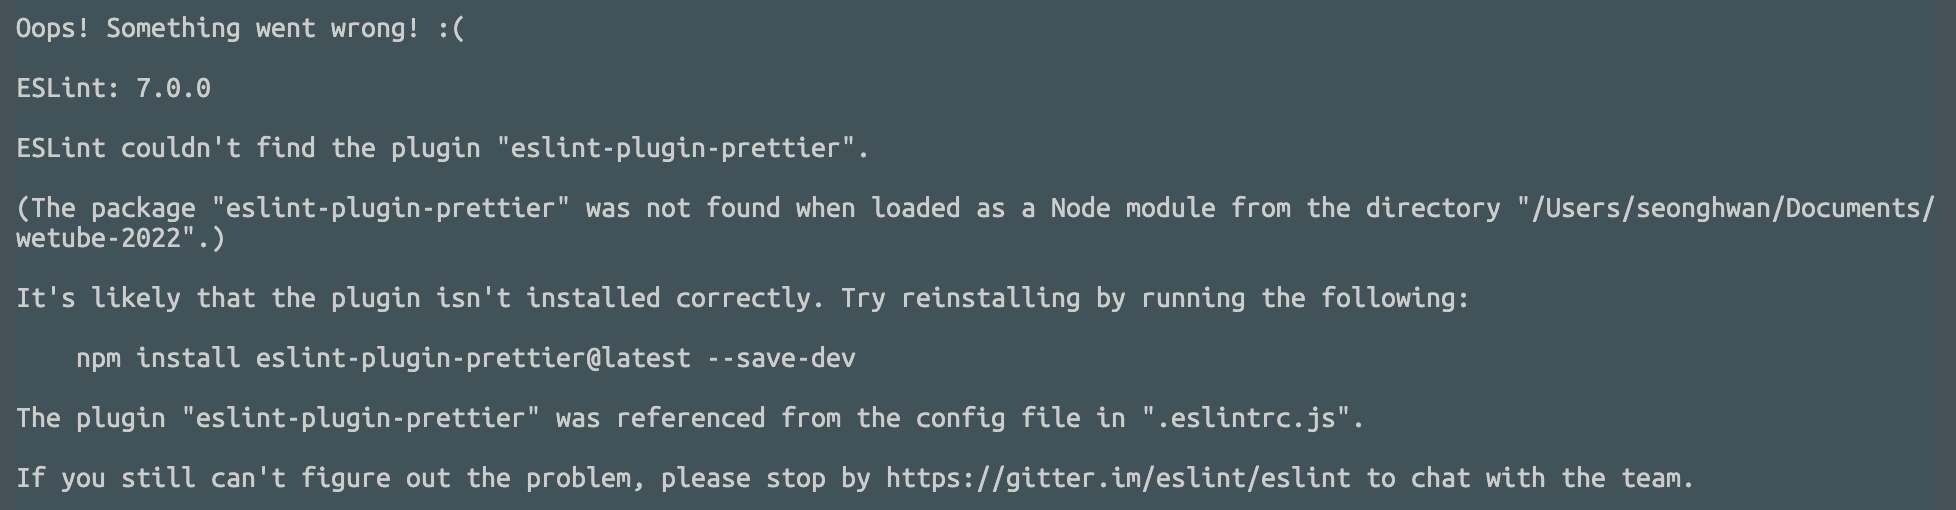 Oops! Something went wrong! :(
ESLint: 7.0.0
ESLint couldn't find the plugin "eslint-plugin-prettier".
(The package "eslint-plugin-prettier" was not found when loaded as a Node module from the directory "/Users/seonghwan/Documents/
wetube-2022".)
It's likely that the plugin isn't installed correctly. Try reinstalling by running the following:
npm install eslint-plugin-prettier@latest --save-dev
The plugin "eslint-plugin-prettier" was referenced from the config file in ".eslintrc.js".
If you still can't figure out the problem, please stop by https://gitter.im/eslint/eslint to chat with the team.